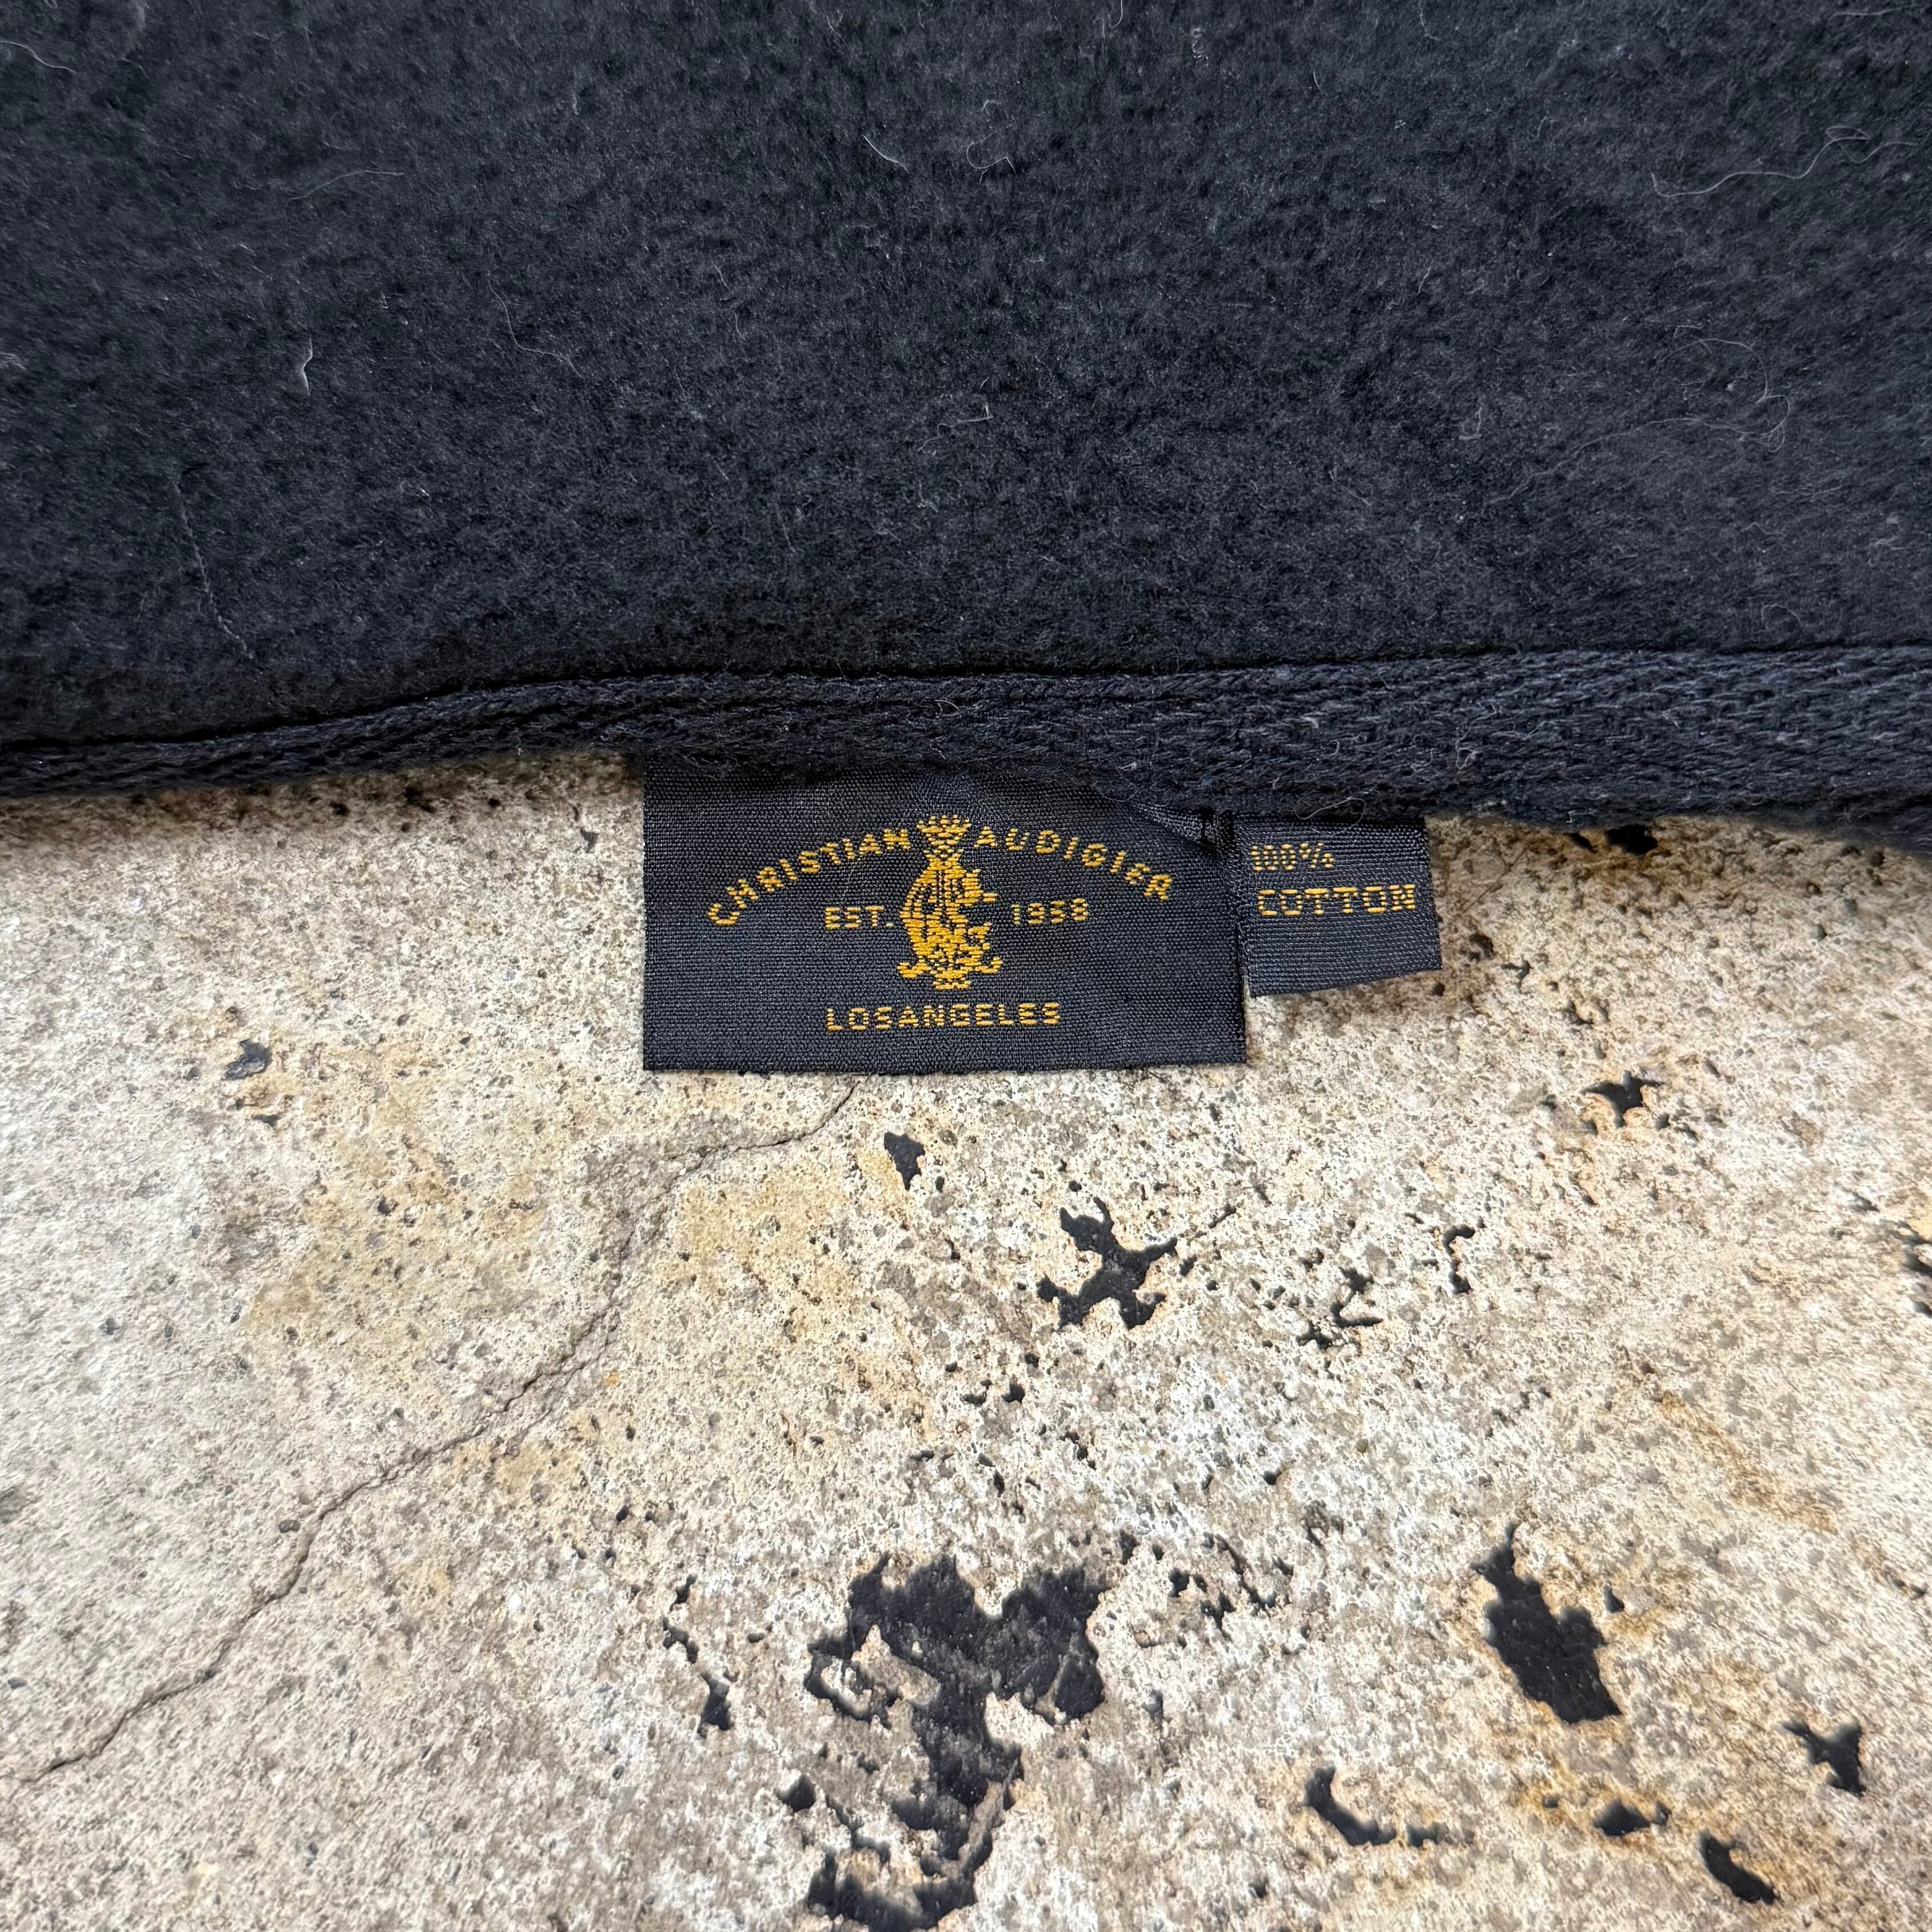 CHRISTIAN AUDIGIER
EST. 1958
LOSANGELES
100%
COTTON